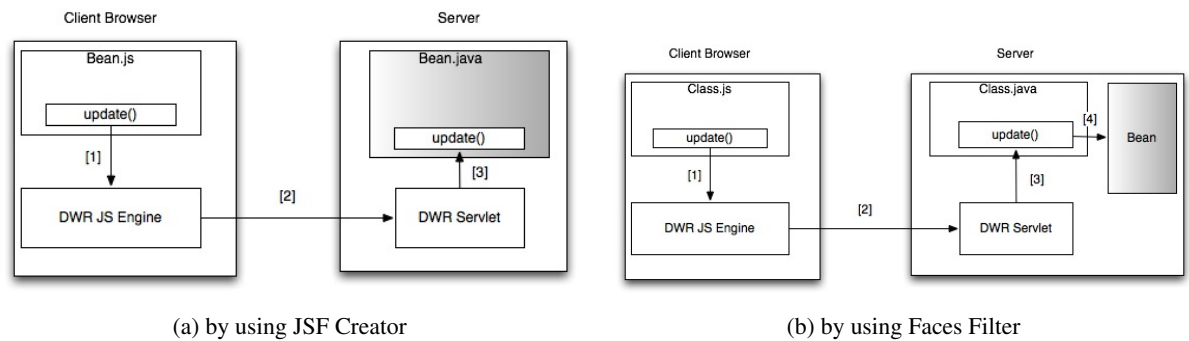 Client Browser
Server
Bean.js
update()
[1]
DWR JS Engine
[2]
Bean.java
update()
[3]
DWR Servlet
(a) by using JSF Creator
Client Browser
Server
Class.js
update()
[1]
DWR JS Engine
[2]
Class.java
update()
[4]
Bean
[3]
DWR Servlet
(b) by using Faces Filter